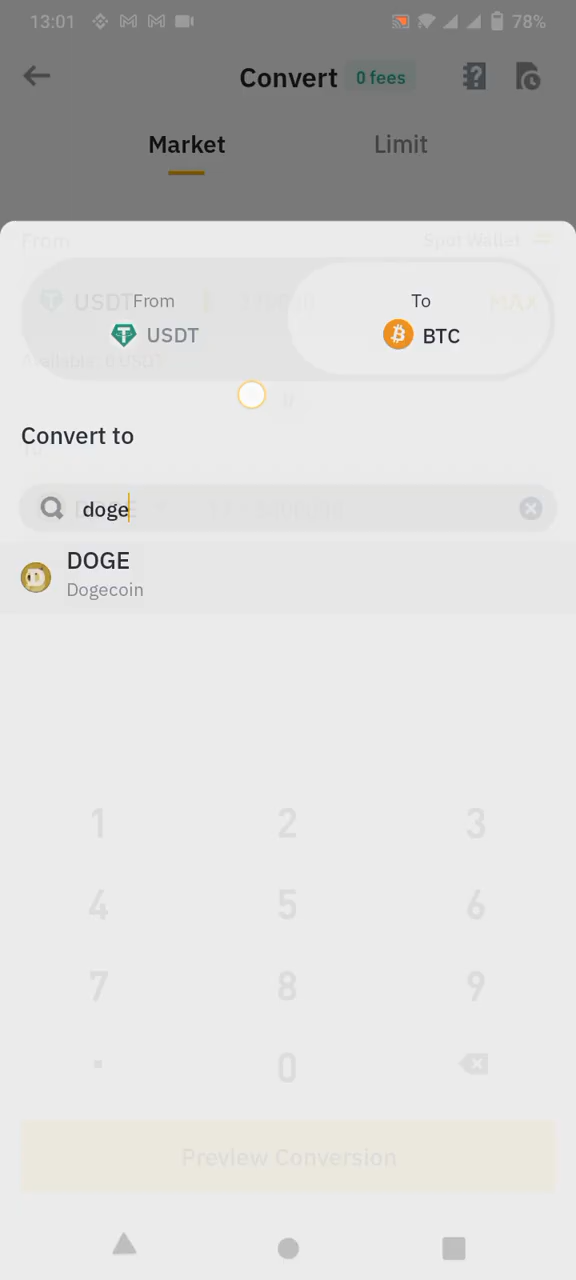 13:01
78%
Convert 0 fees
Market Limit
From Spot Wallet
From To
USDT MAX
USDT BTC
Available: 0 USDT
Convert to
To
doge
DOGE
Dogecoin
1 2 3
4 5 6
7 8 9
. 0
Preview Conversion